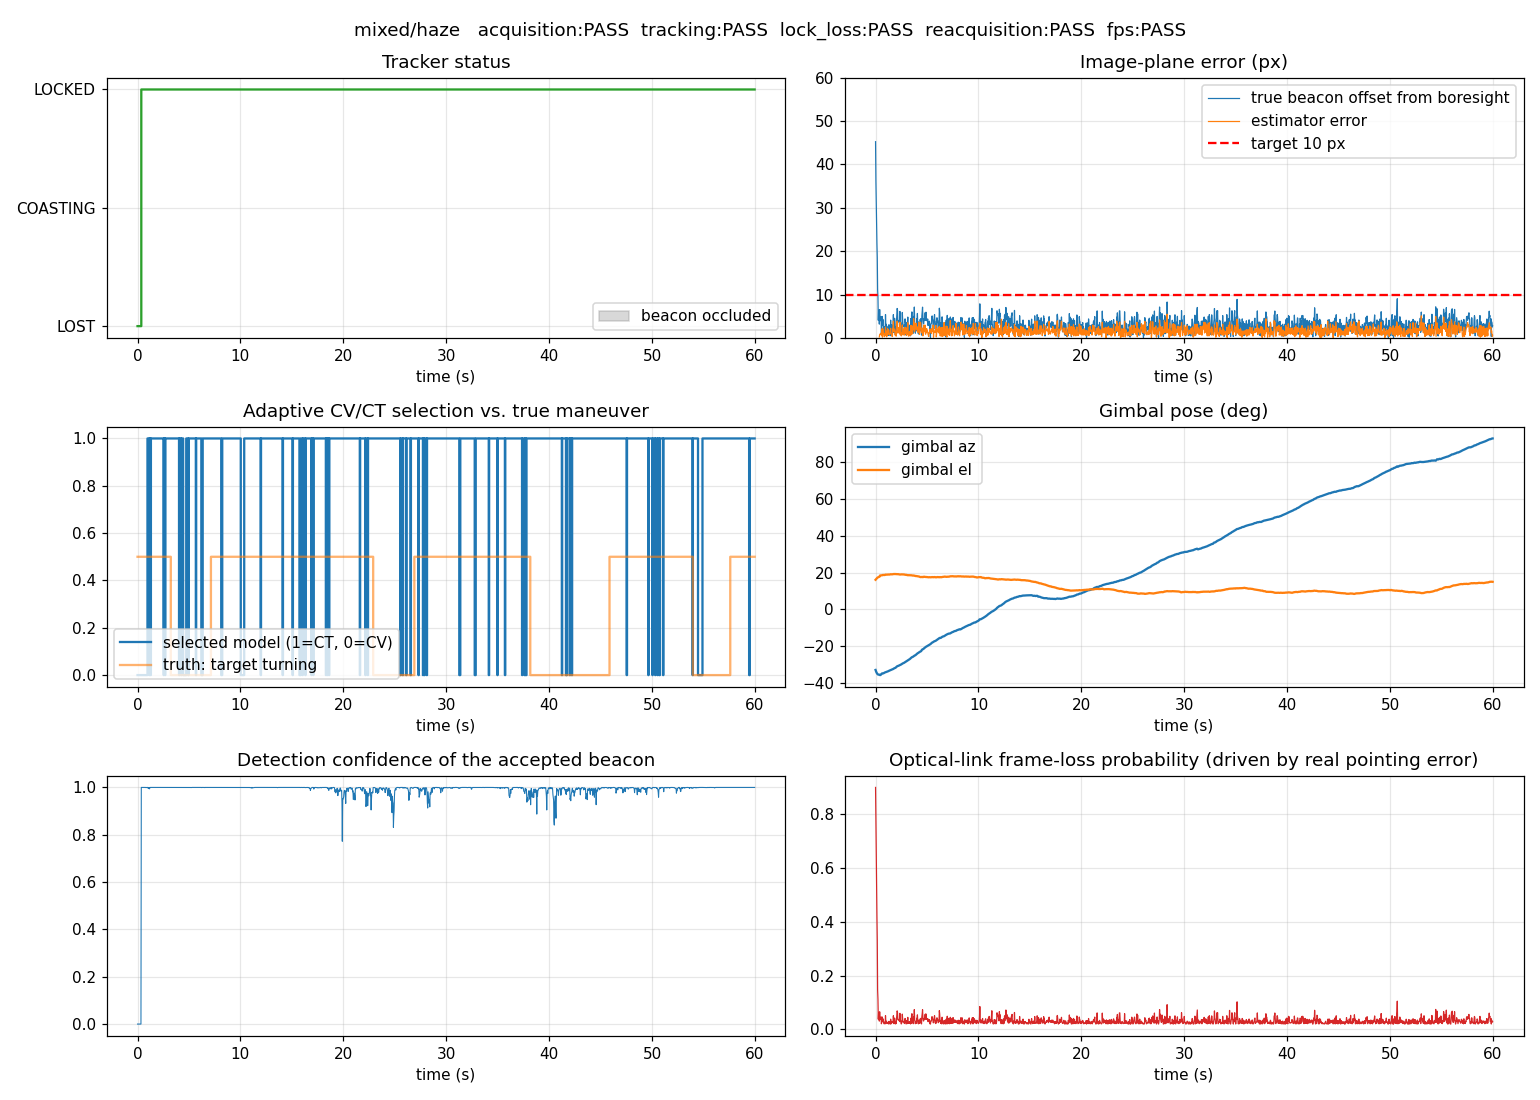 mixed/haze   acquisition:PASS  tracking:PASS  lock_loss:PASS  reacquisition:PASS  fps:PASS
Tracker status
LOCKED
COASTING
LOST
beacon occluded
0 10 20 30 40 50 60
time (s)
Image-plane error (px)
60
50
40
30
20
10
0
true beacon offset from boresight
estimator error
target 10 px
0 10 20 30 40 50 60
time (s)
Adaptive CV/CT selection vs. true maneuver
1.0
0.8
0.6
0.4
0.2
0.0
selected model (1=CT, 0=CV)
truth: target turning
0 10 20 30 40 50 60
time (s)
Gimbal pose (deg)
gimbal az
gimbal el
80
60
40
20
0
−20
−40
0 10 20 30 40 50 60
time (s)
Detection confidence of the accepted beacon
1.0
0.8
0.6
0.4
0.2
0.0
0 10 20 30 40 50 60
time (s)
Optical-link frame-loss probability (driven by real pointing error)
0.8
0.6
0.4
0.2
0.0
0 10 20 30 40 50 60
time (s)